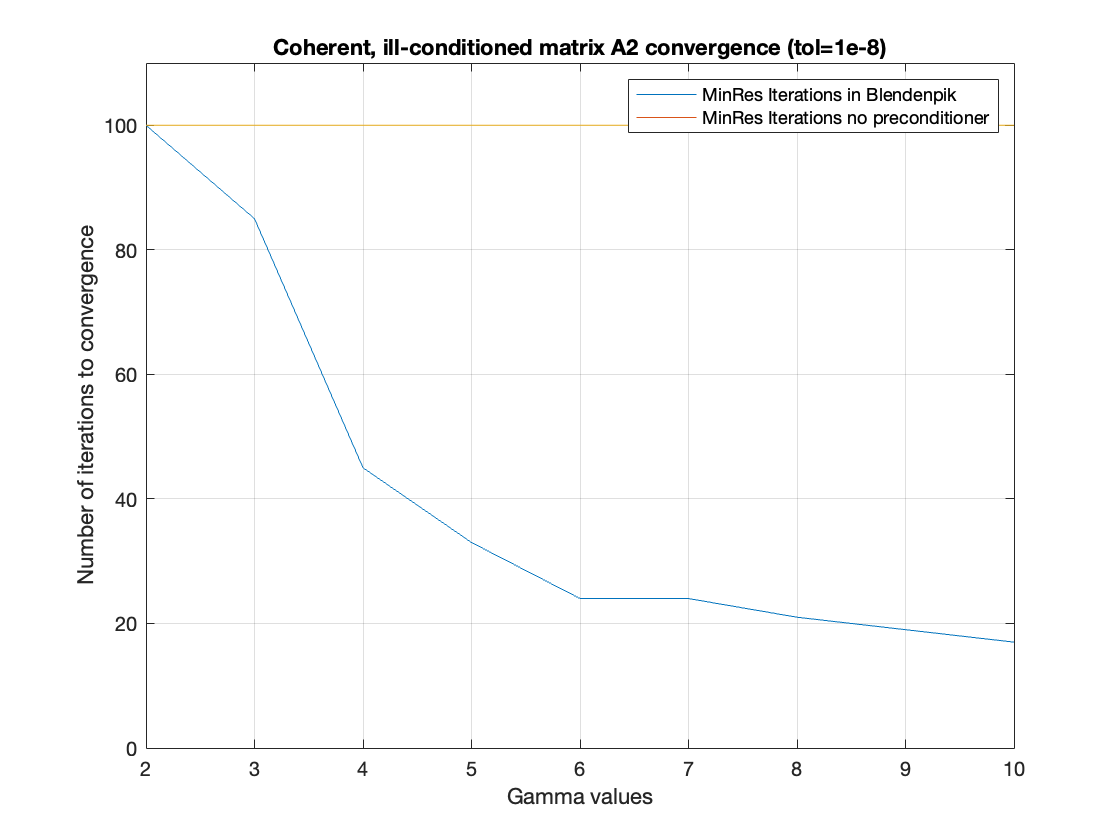 Coherent, ill-conditioned matrix A2 convergence (tol=1e-8)
MinRes Iterations in Blendenpik
MinRes Iterations no preconditioner
100
80
60
40
20
0
Number of iterations to convergence
2 3 4 5 6 7 8 9 10
Gamma values